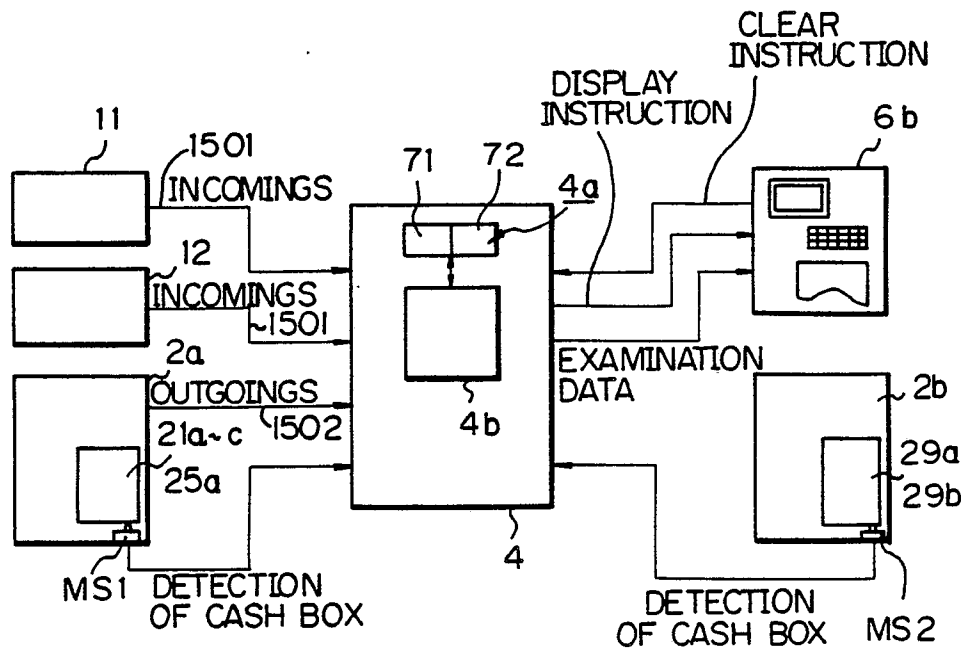 CLEAR
INSTRUCTION
DISPLAY
INSTRUCTION
11
1501
INCOMINGS
71
72
4a
6b
12
INCOMINGS
1501
2a
OUTGOINGS
1502
21a~c
25a
4b
EXAMINATION
DATA
2b
29a
29b
4
MS1
DETECTION
OF CASH BOX
DETECTION
OF CASH BOX
MS2